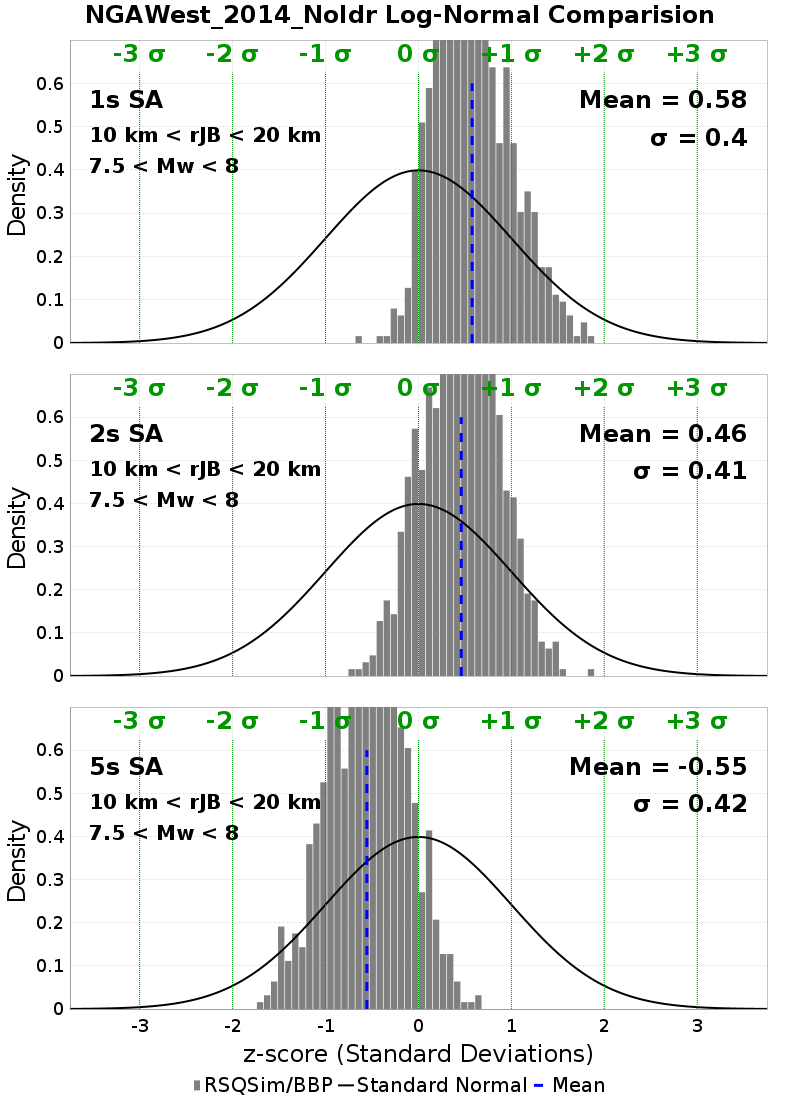 NGAWest_2014_NoIdr Log-Normal Comparision
-3 σ -2 σ -1 σ 0 σ +1 σ +2 σ +3 σ
1s SA
Mean = 0.58
10 km < rJB < 20 km
σ = 0.4
7.5 < Mw < 8
0.6
0.5
0.4
0.3
0.2
0.1
0
Density
-3 σ -2 σ -1 σ 0 σ +1 σ +2 σ +3 σ
2s SA
Mean = 0.46
10 km < rJB < 20 km
σ = 0.41
7.5 < Mw < 8
0.6
0.5
0.4
0.3
0.2
0.1
0
Density
-3 σ -2 σ -1 σ 0 σ +1 σ +2 σ +3 σ
5s SA
Mean = -0.55
10 km < rJB < 20 km
σ = 0.42
7.5 < Mw < 8
0.6
0.5
0.4
0.3
0.2
0.1
0
Density
-3 -2 -1 0 1 2 3
z-score (Standard Deviations)
RSQSim/BBP Standard Normal Mean